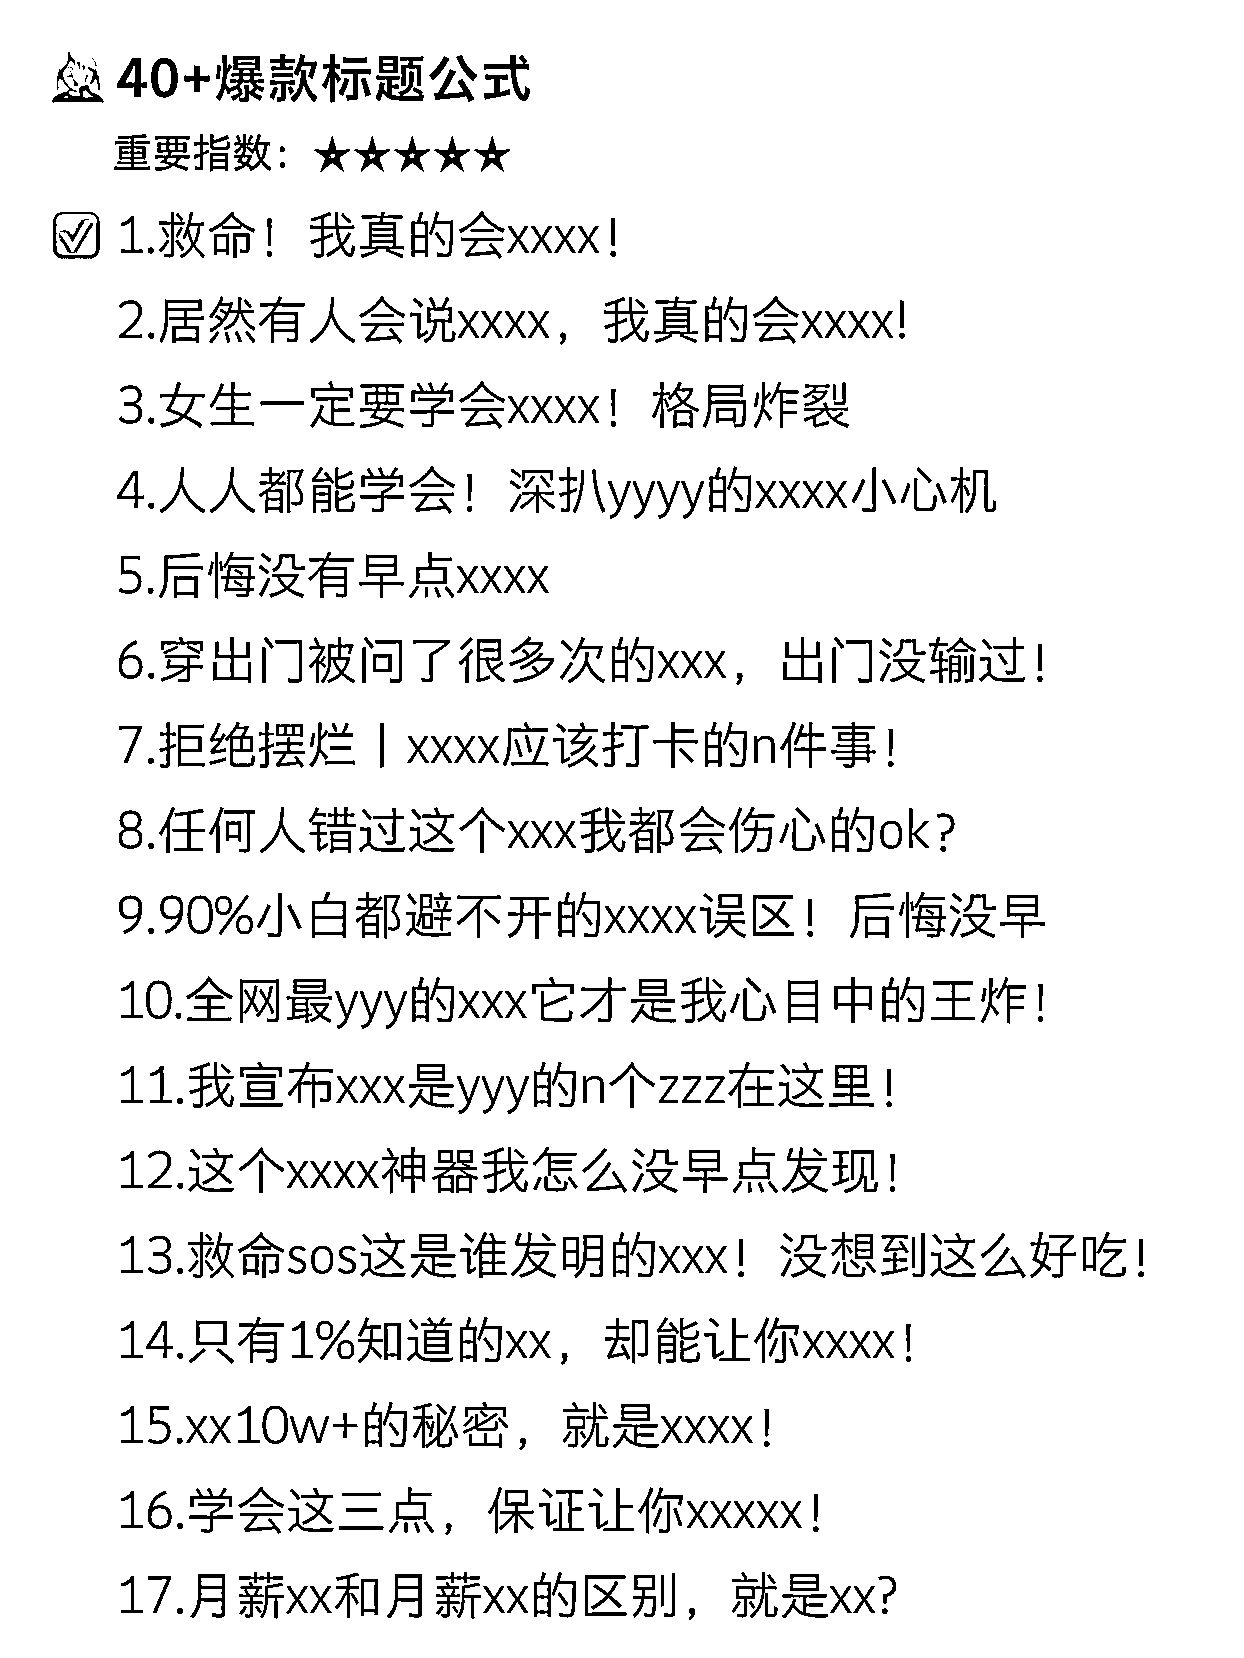 40+爆款标题公式
重要指数：★★★★★
1.救命！我真的会xxxx！
2.居然有人会说xxxx，我真的会xxxx!
3.女生一定要学会xxxx！格局炸裂
4.人人都能学会！深扒yyyy的xxxx小心机
5.后悔没有早点xxxx
6.穿出门被问了很多次的xxx，出门没输过！
7.拒绝摆烂丨xxxx应该打卡的n件事！
8.任何人错过这个xxx我都会伤心的ok？
9.90%小白都避不开的xxxx误区！后悔没早
10.全网最yyy的xxx它才是我心目中的王炸！
11.我宣布xxx是yyy的n个zzz在这里！
12.这个xxxx神器我怎么没早点发现！
13.救命sos这是谁发明的xxx！没想到这么好吃！
14.只有1%知道的xx，却能让你xxxx！
15.xx10w+的秘密，就是xxxx！
16.学会这三点，保证让你xxxxx！
17.月薪xx和月薪xx的区别，就是xx?